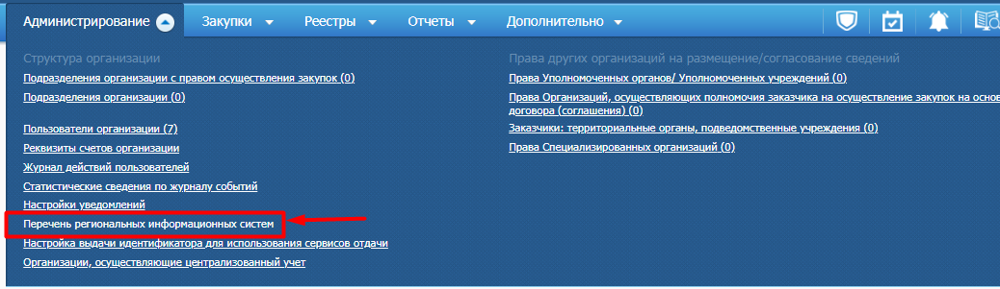 Администрирование Закупки Реестры Отчеты Дополнительно
Структура организации
Подразделения организации с правом осуществления закупок (0)
Подразделения организации (0)
Пользователи организации (7)
Реквизиты счетов организации
Журнал действий пользователей
Статистические сведения по журналу событий
Настройки уведомлений
Перечень региональных информационных систем
Настройка выдачи идентификатора для использования сервисов отдачи
Организации, осуществляющие централизованный учет
Права других организаций на размещение/согласование сведений
Права Уполномоченных органов/ Уполномоченных учреждений (0)
Права Организаций, осуществляющих полномочия заказчика на осуществление закупок на осно
договора (соглашения) (0)
Заказчики: территориальные органы, подведомственные учреждения (0)
Права Специализированных организаций (0)